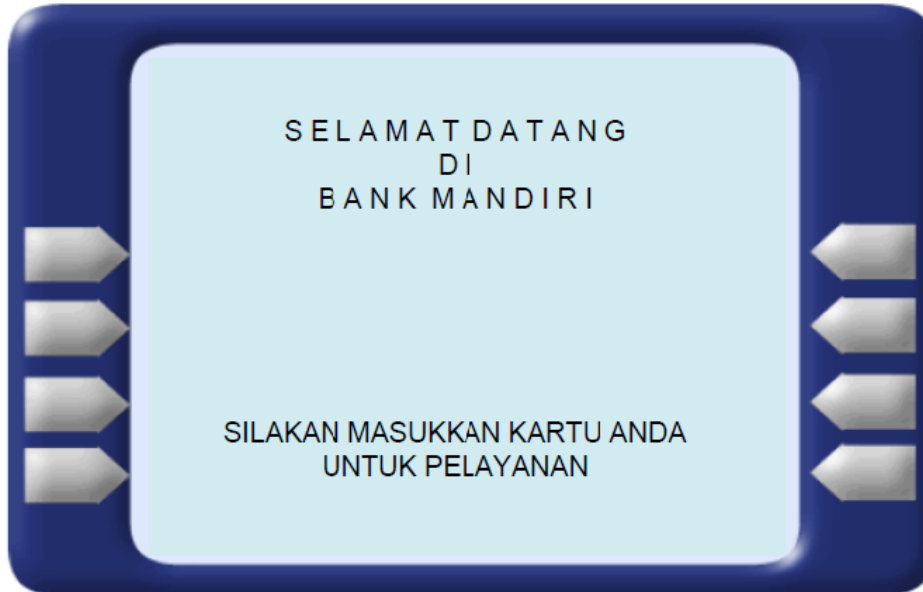 SELAMAT DATANG
DI
BANK MANDIRI
SILAKAN MASUKKAN KARTU ANDA
UNTUK PELAYANAN